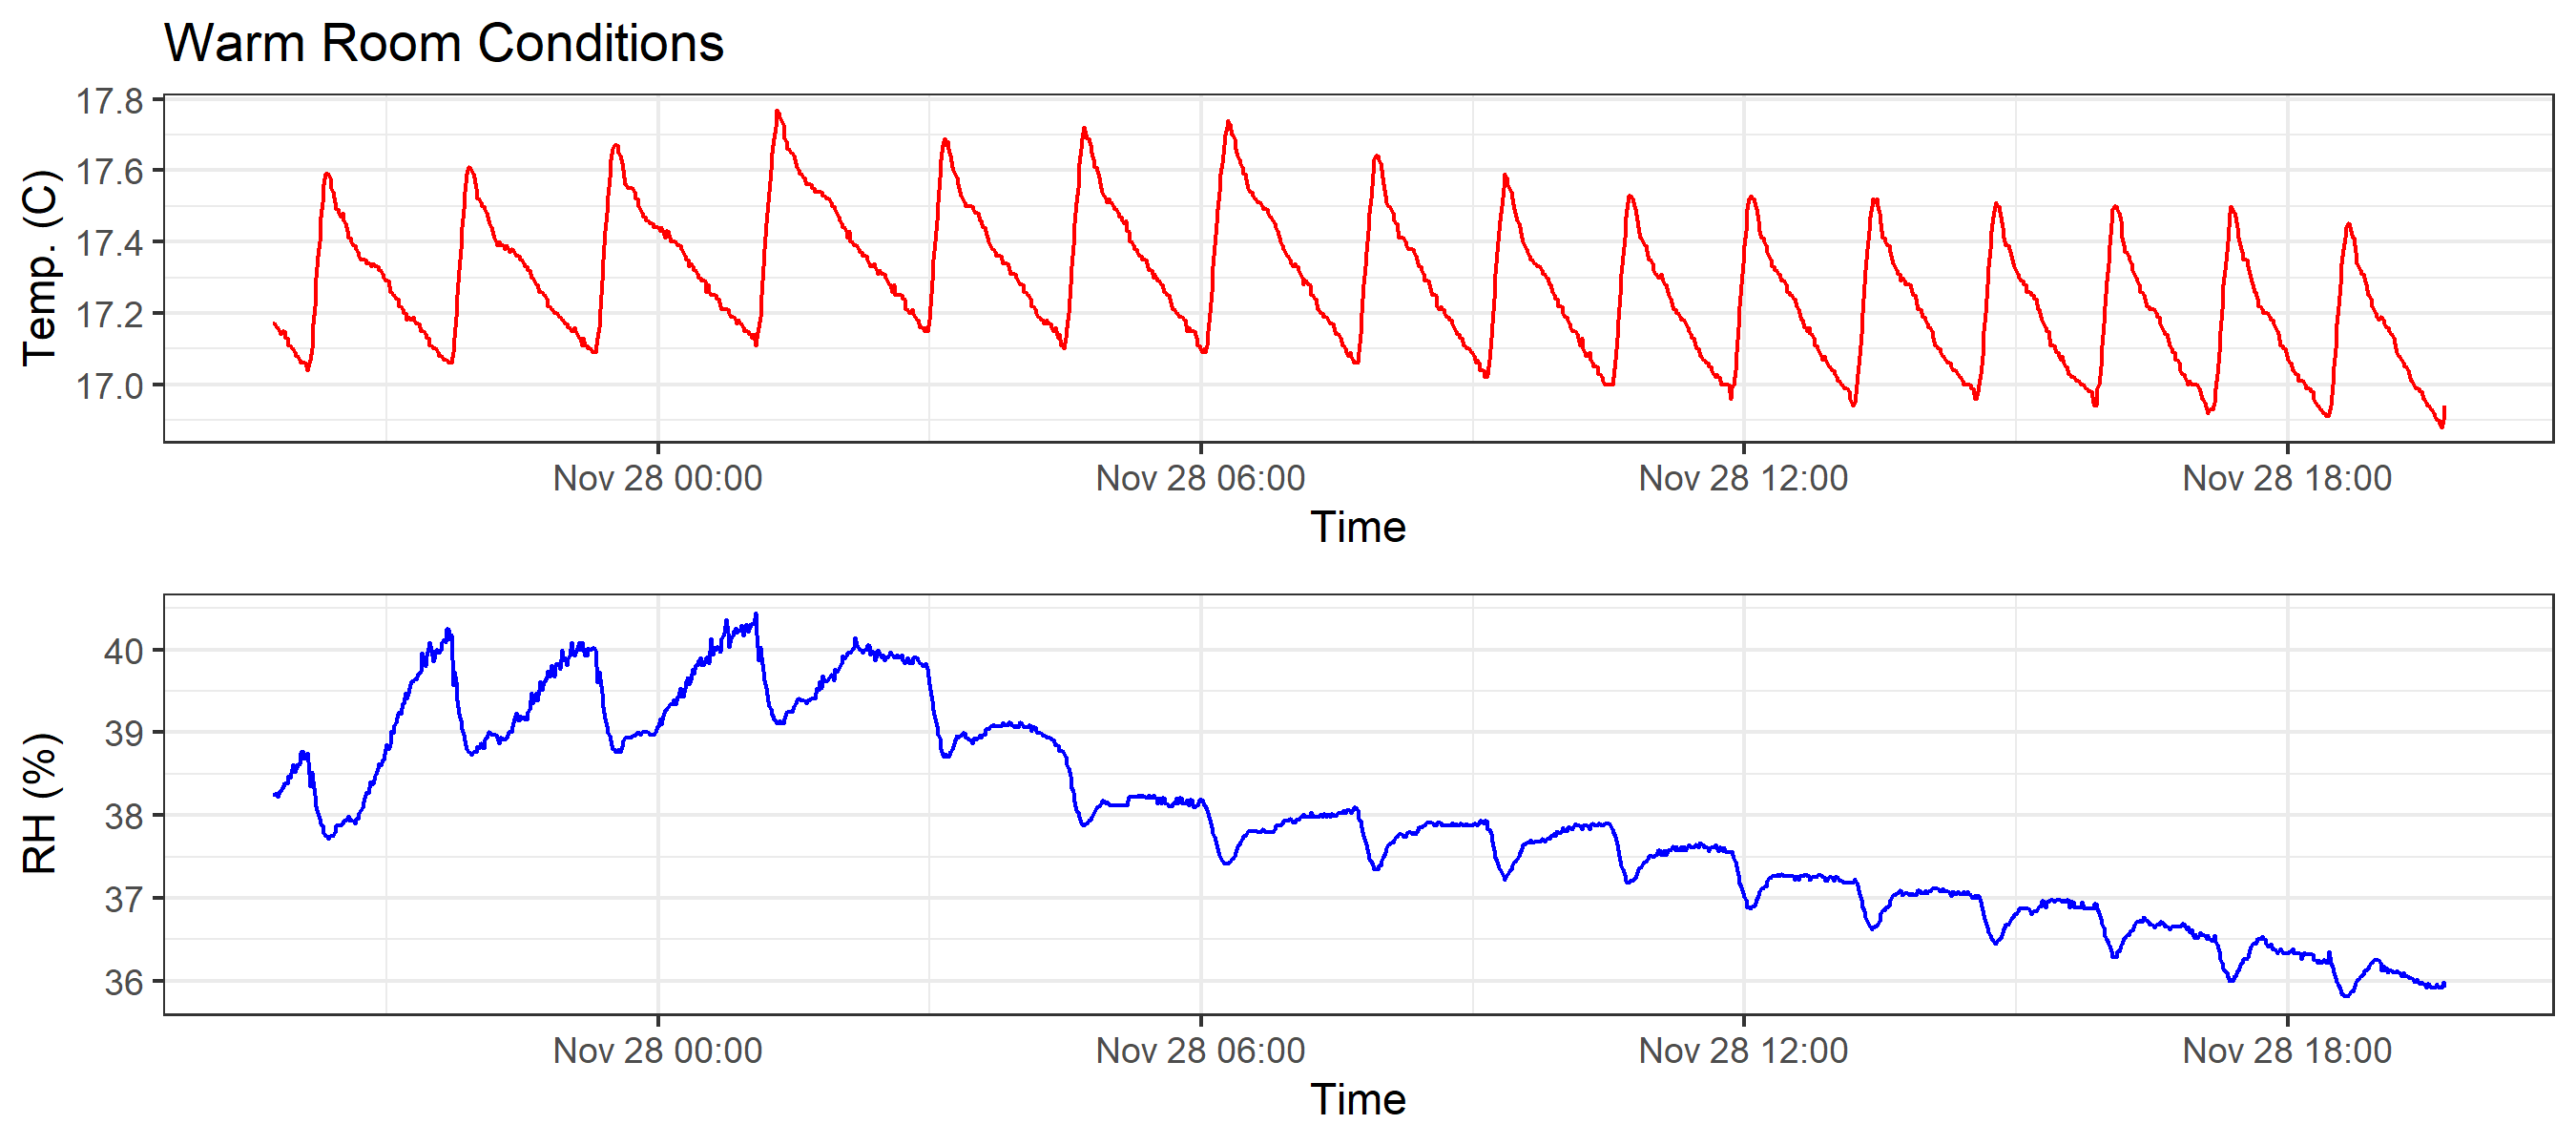 Warm Room Conditions
17.8
17.6
17.4
17.2
17.0
Temp. (C)
Nov 28 00:00 Nov 28 06:00 Nov 28 12:00 Nov 28 18:00
Time
40
39
38
37
36
RH (%)
Nov 28 00:00 Nov 28 06:00 Nov 28 12:00 Nov 28 18:00
Time